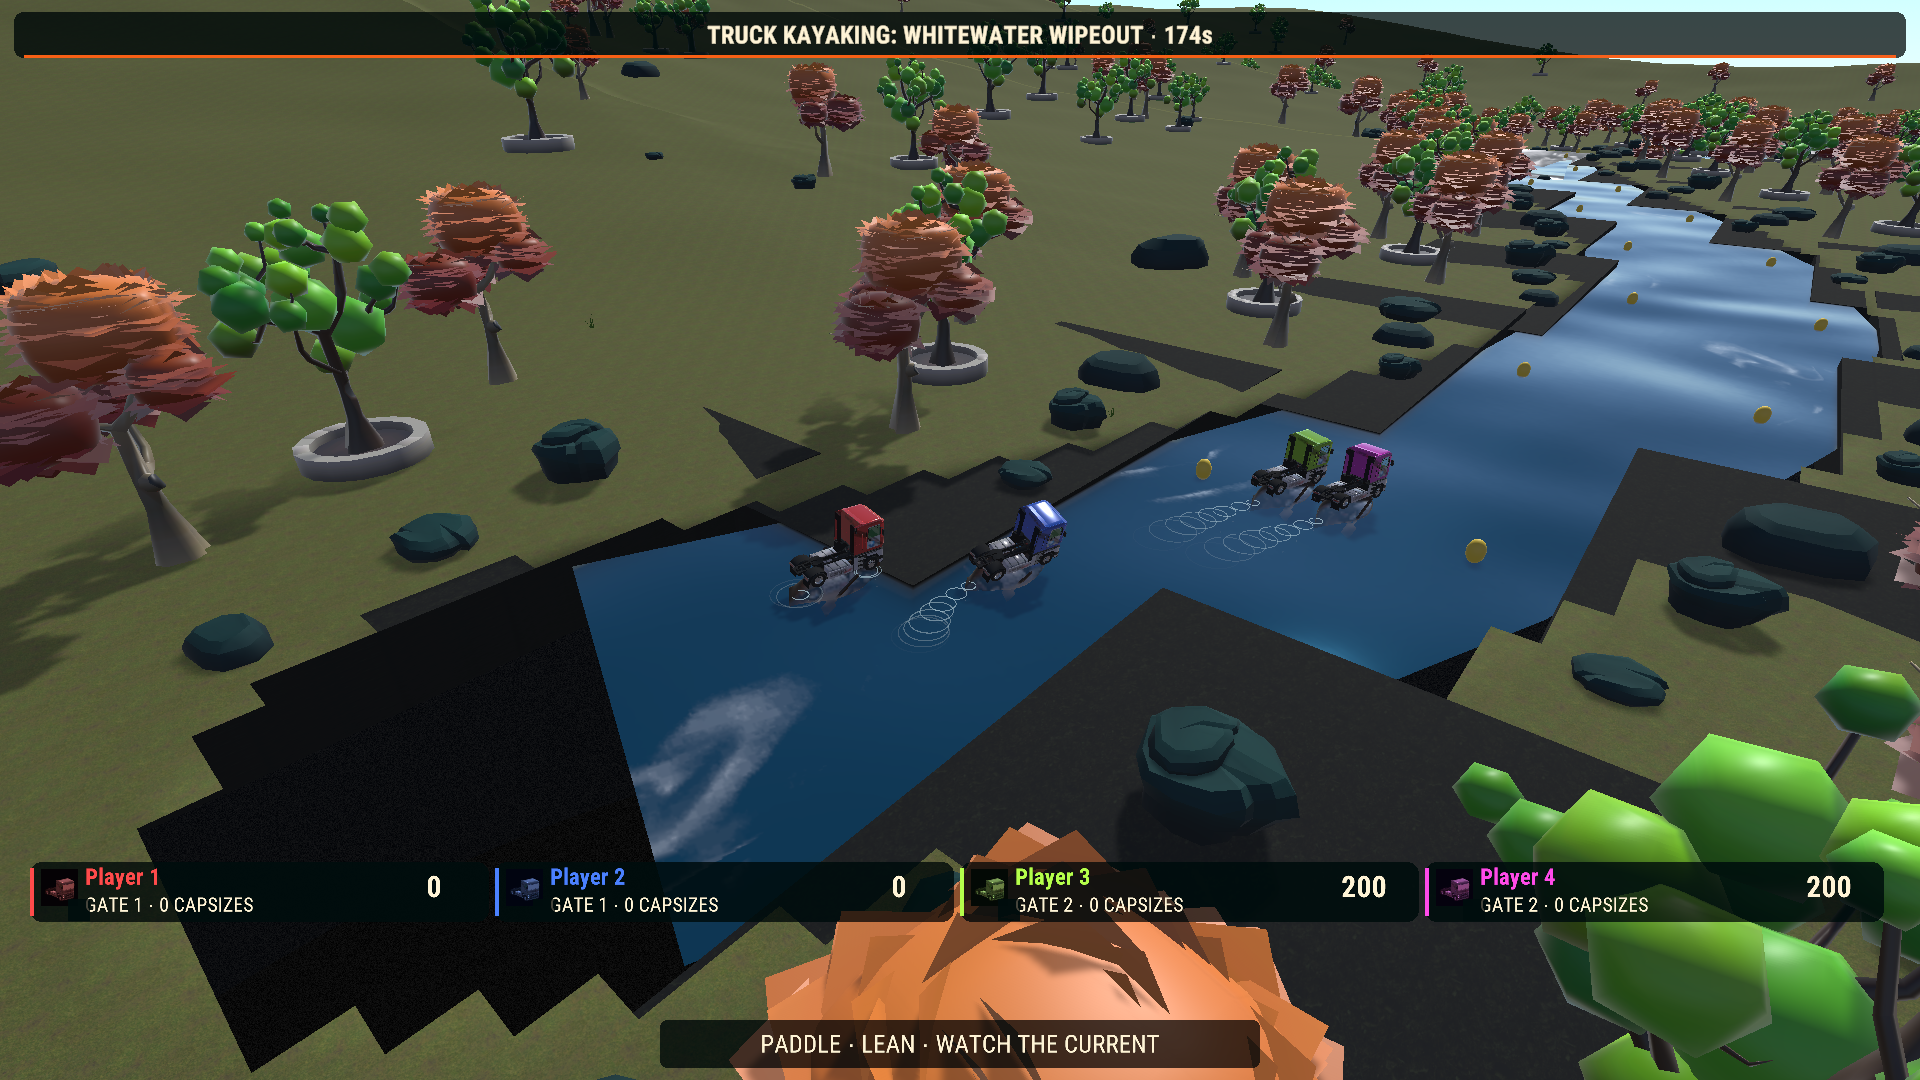 TRUCK KAYAKING: WHITEWATER WIPEOUT · 174s
Player 1
0
GATE 1 · 0 CAPSIZES
Player 2
0
GATE 1 · 0 CAPSIZES
Player 3
200
GATE 2 · 0 CAPSIZES
Player 4
200
GATE 2 · 0 CAPSIZES
PADDLE · LEAN · WATCH THE CURRENT